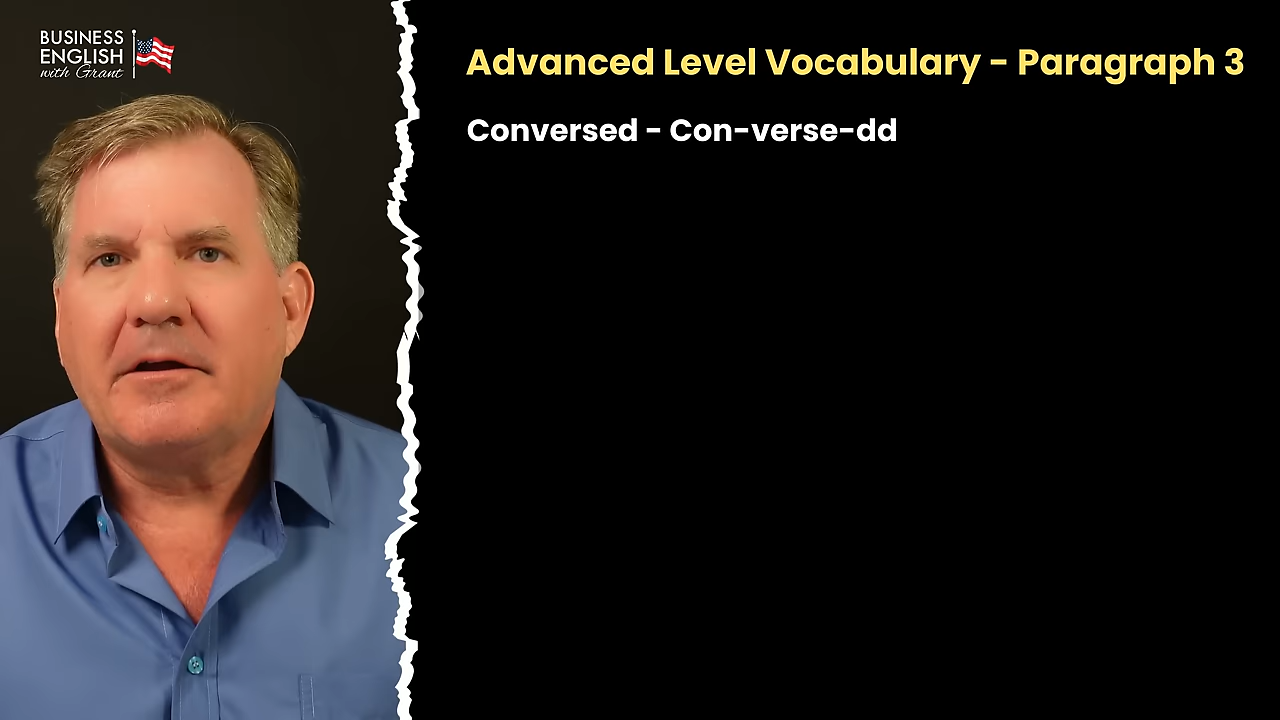 BUSINESS
ENGLISH
with Grant
Advanced Level Vocabulary - Paragraph 3
Conversed - Con-verse-dd